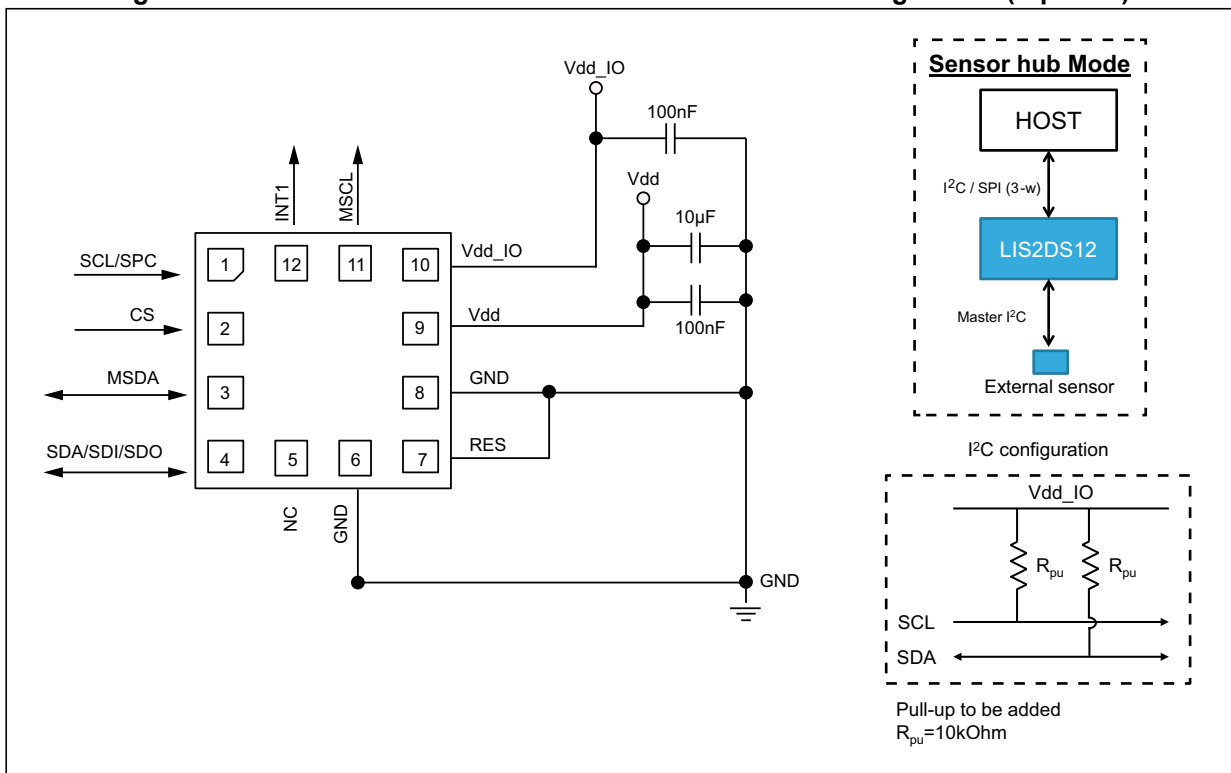 Vdd_IO
100nF
Vdd
10µF
100nF
INT1
MSCL
SCL/SPC
CS
MSDA
SDA/SDI/SDO
1
12
11
10
2
9
3
8
4
5
6
7
Vdd_IO
Vdd
GND
RES
NC
GND
GND
Sensor hub Mode
HOST
I²C / SPI (3-w)
LIS2DS12
Master I²C
External sensor
I²C configuration
Vdd_IO
Rpu
Rpu
SCL
SDA
Pull-up to be added
Rpu=10kOhm